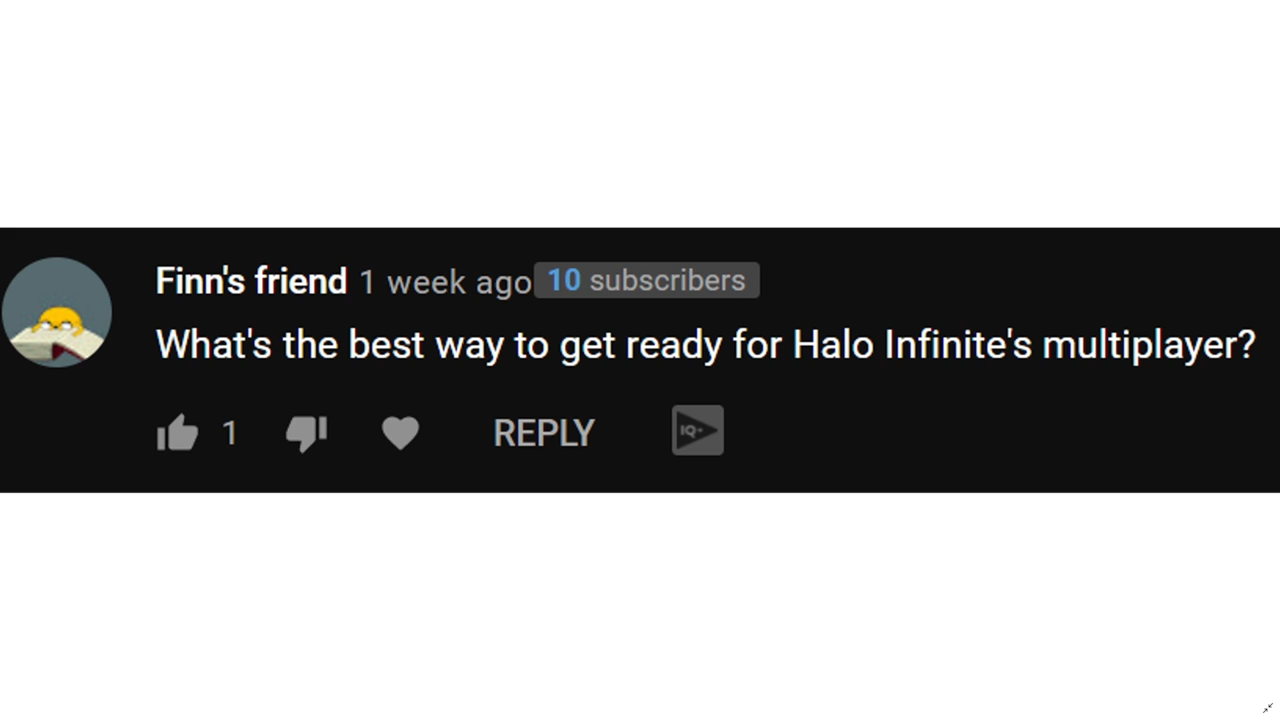 Finn's friend 1 week ago 10 subscribers
What's the best way to get ready for Halo Infinite's multiplayer?
1 REPLY IQ